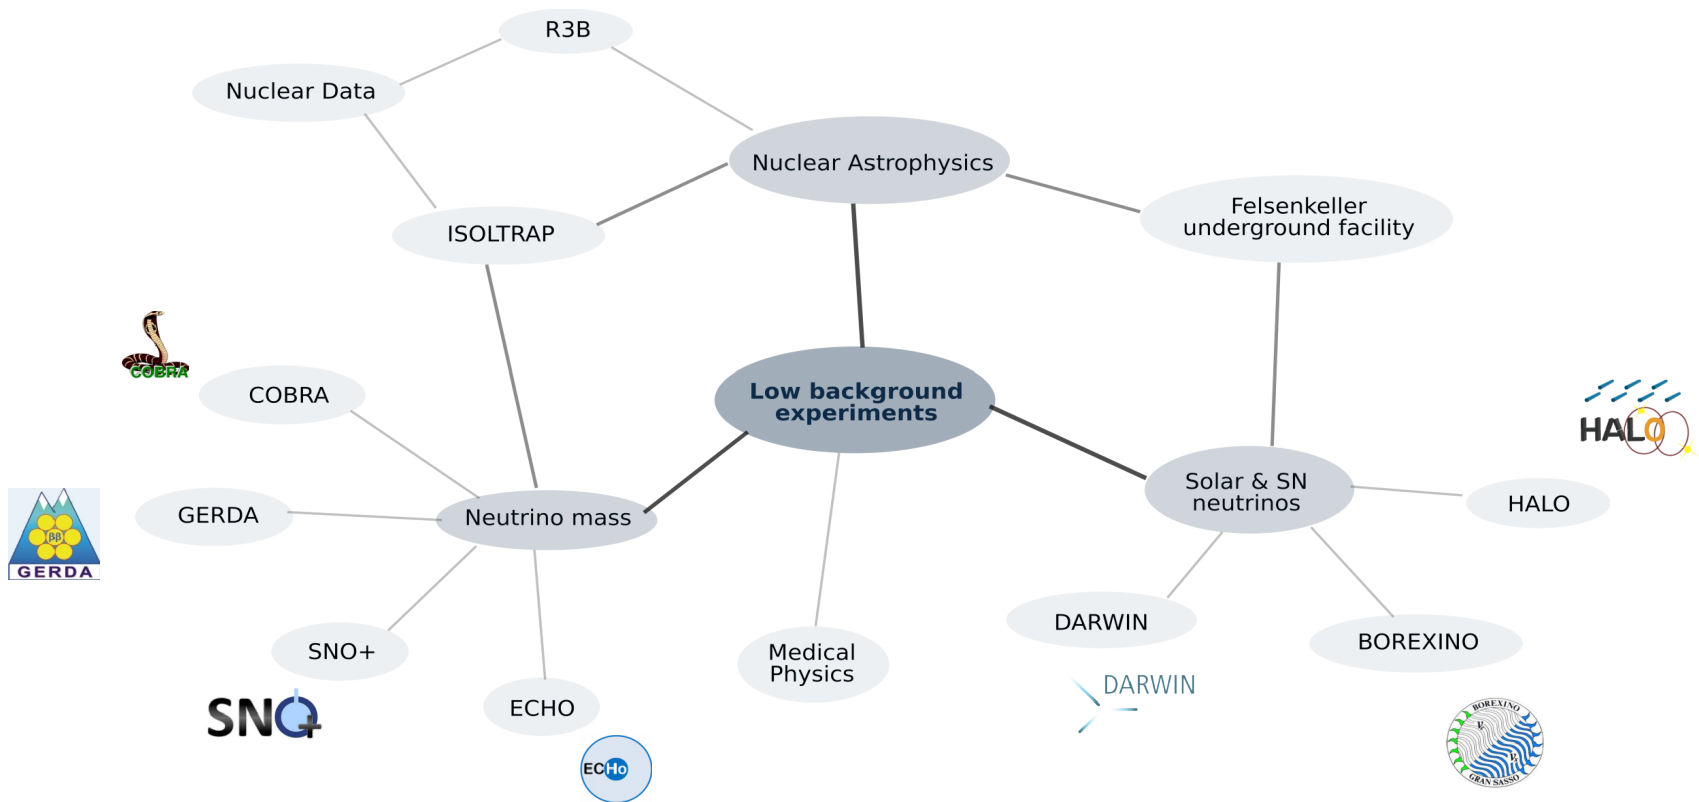 R3B
Nuclear Data
Nuclear Astrophysics
Felsenkeller
underground facility
ISOLTRAP
COBRA
COBRA
Low background
experiments
HALO
Solar & SN
neutrinos
HALO
Neutrino mass
GERDA
ββ
GERDA
DARWIN
BOREXINO
SNO+
Medical
Physics
DARWIN
SNO+
ECHO
ECHo
BOREXINO
GRAN SASSO